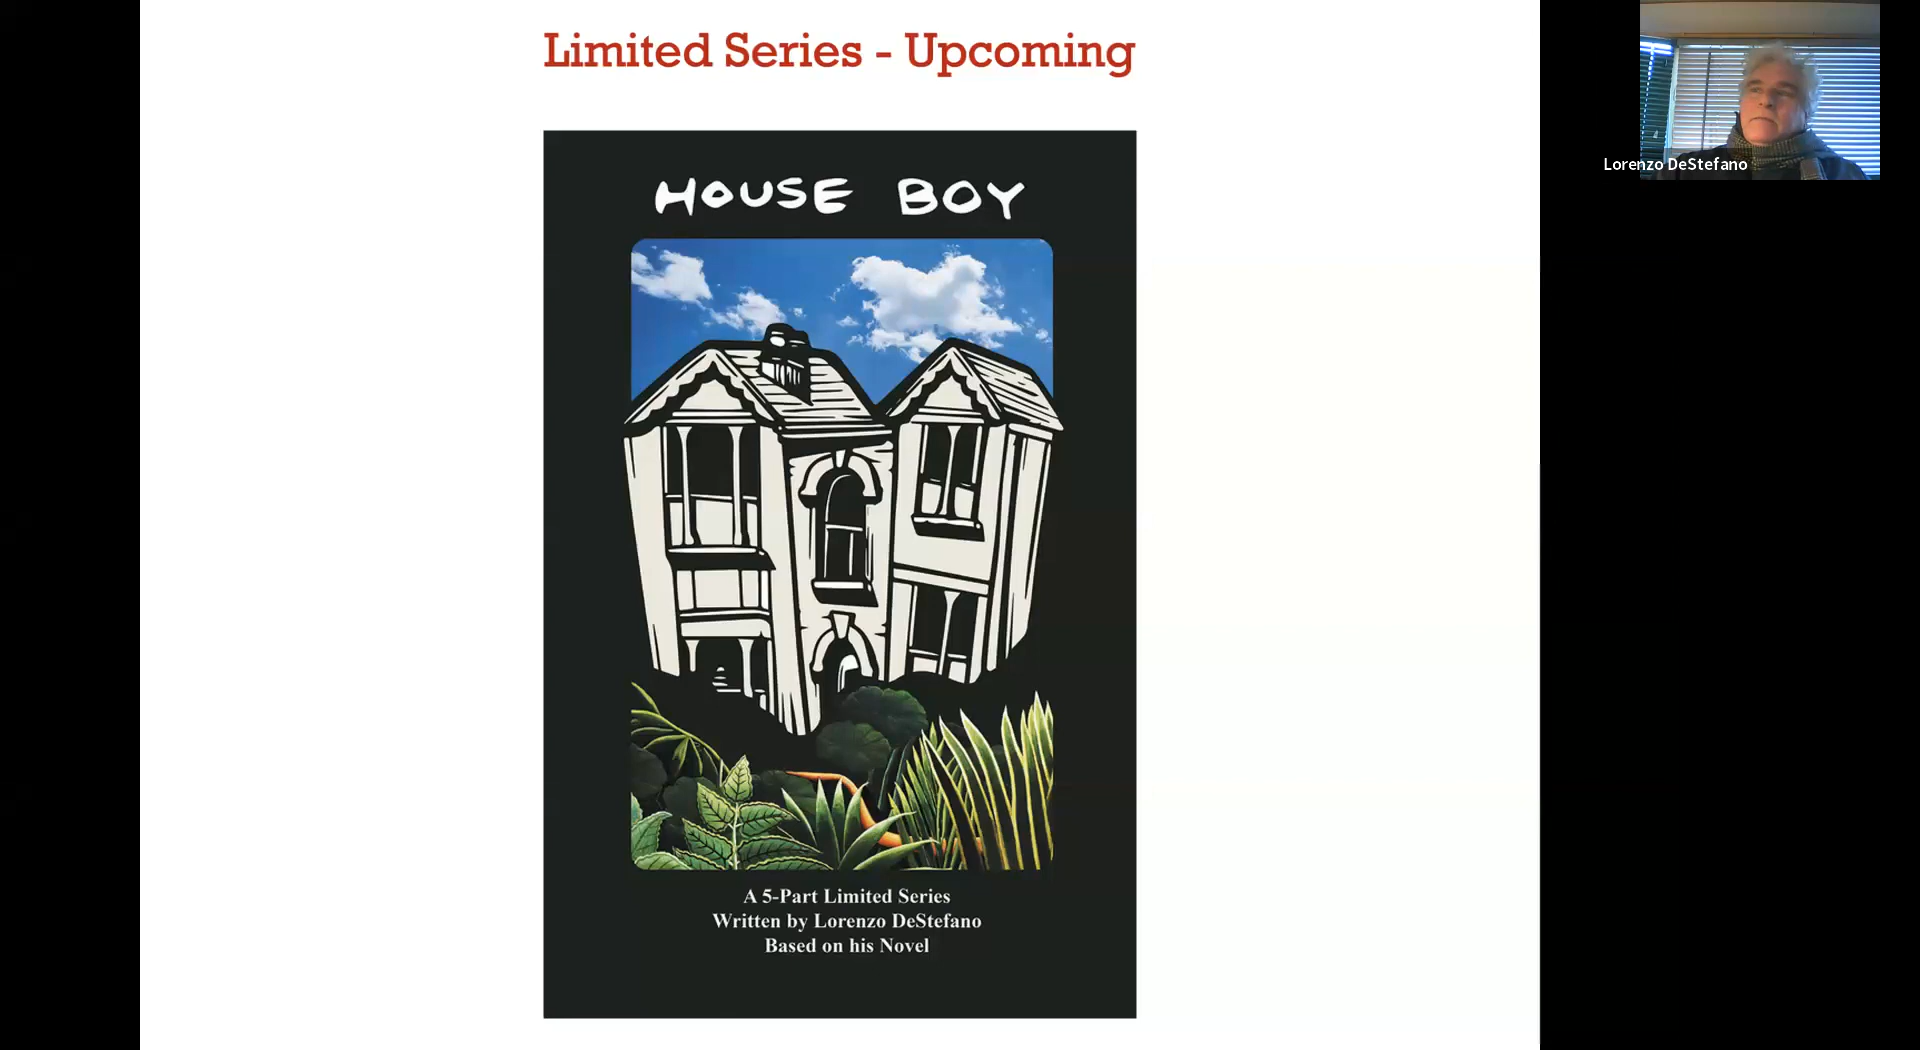 Limited Series - Upcoming
Lorenzo DeStefano
HOUSE BOY
A 5-Part Limited Series
Written by Lorenzo DeStefano
Based on his Novel